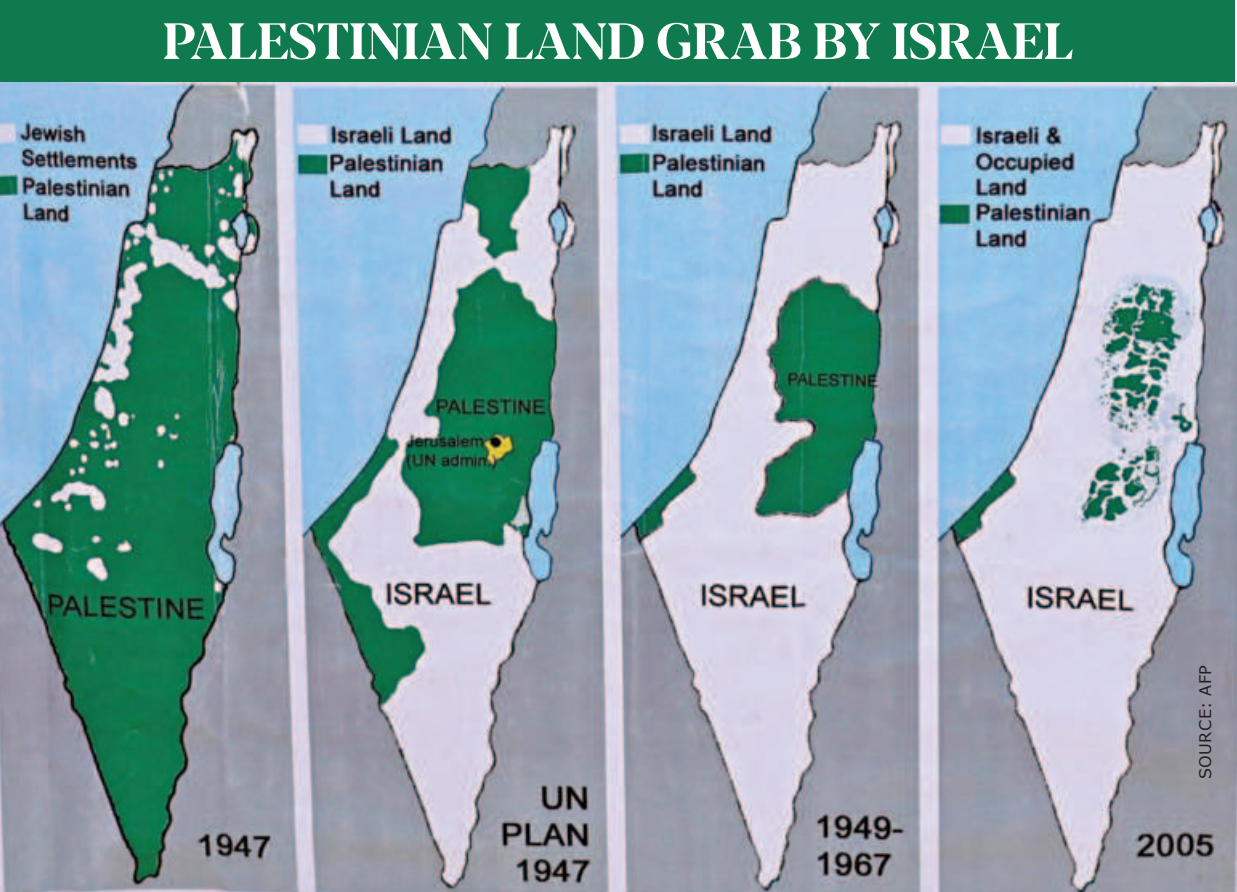 PALESTINIAN LAND GRAB BY ISRAEL
Jewish
Settlements
Palestinian
Land
PALESTINE
1947
Israeli Land
Palestinian
Land
PALESTINE
Jerusalem
(UN admin)
ISRAEL
UN
PLAN
1947
Israeli Land
Palestinian
Land
PALESTINE
ISRAEL
1949-
1967
Israeli &
Occupied
Land
Palestinian
Land
ISRAEL
2005
SOURCE: AFP